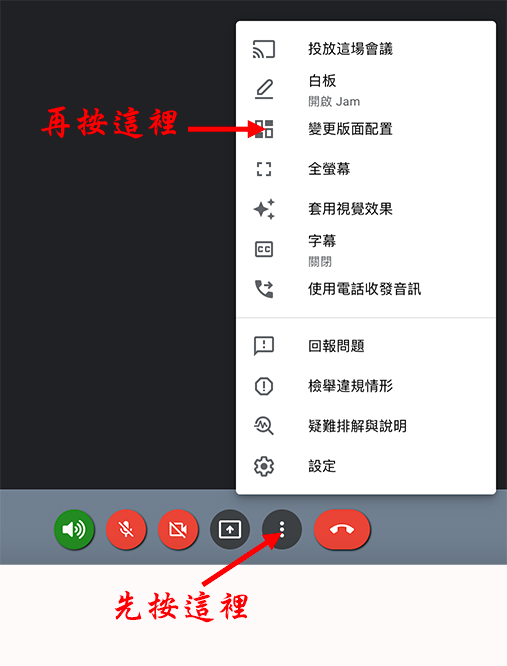 投放這場會議
白板
開啟 Jam
再按這裡
變更版面配置
全螢幕
套用視覺效果
CC
字幕
關閉
使用電話收發音訊
回報問題
檢舉違規情形
疑難排解與說明
設定
先按這裡